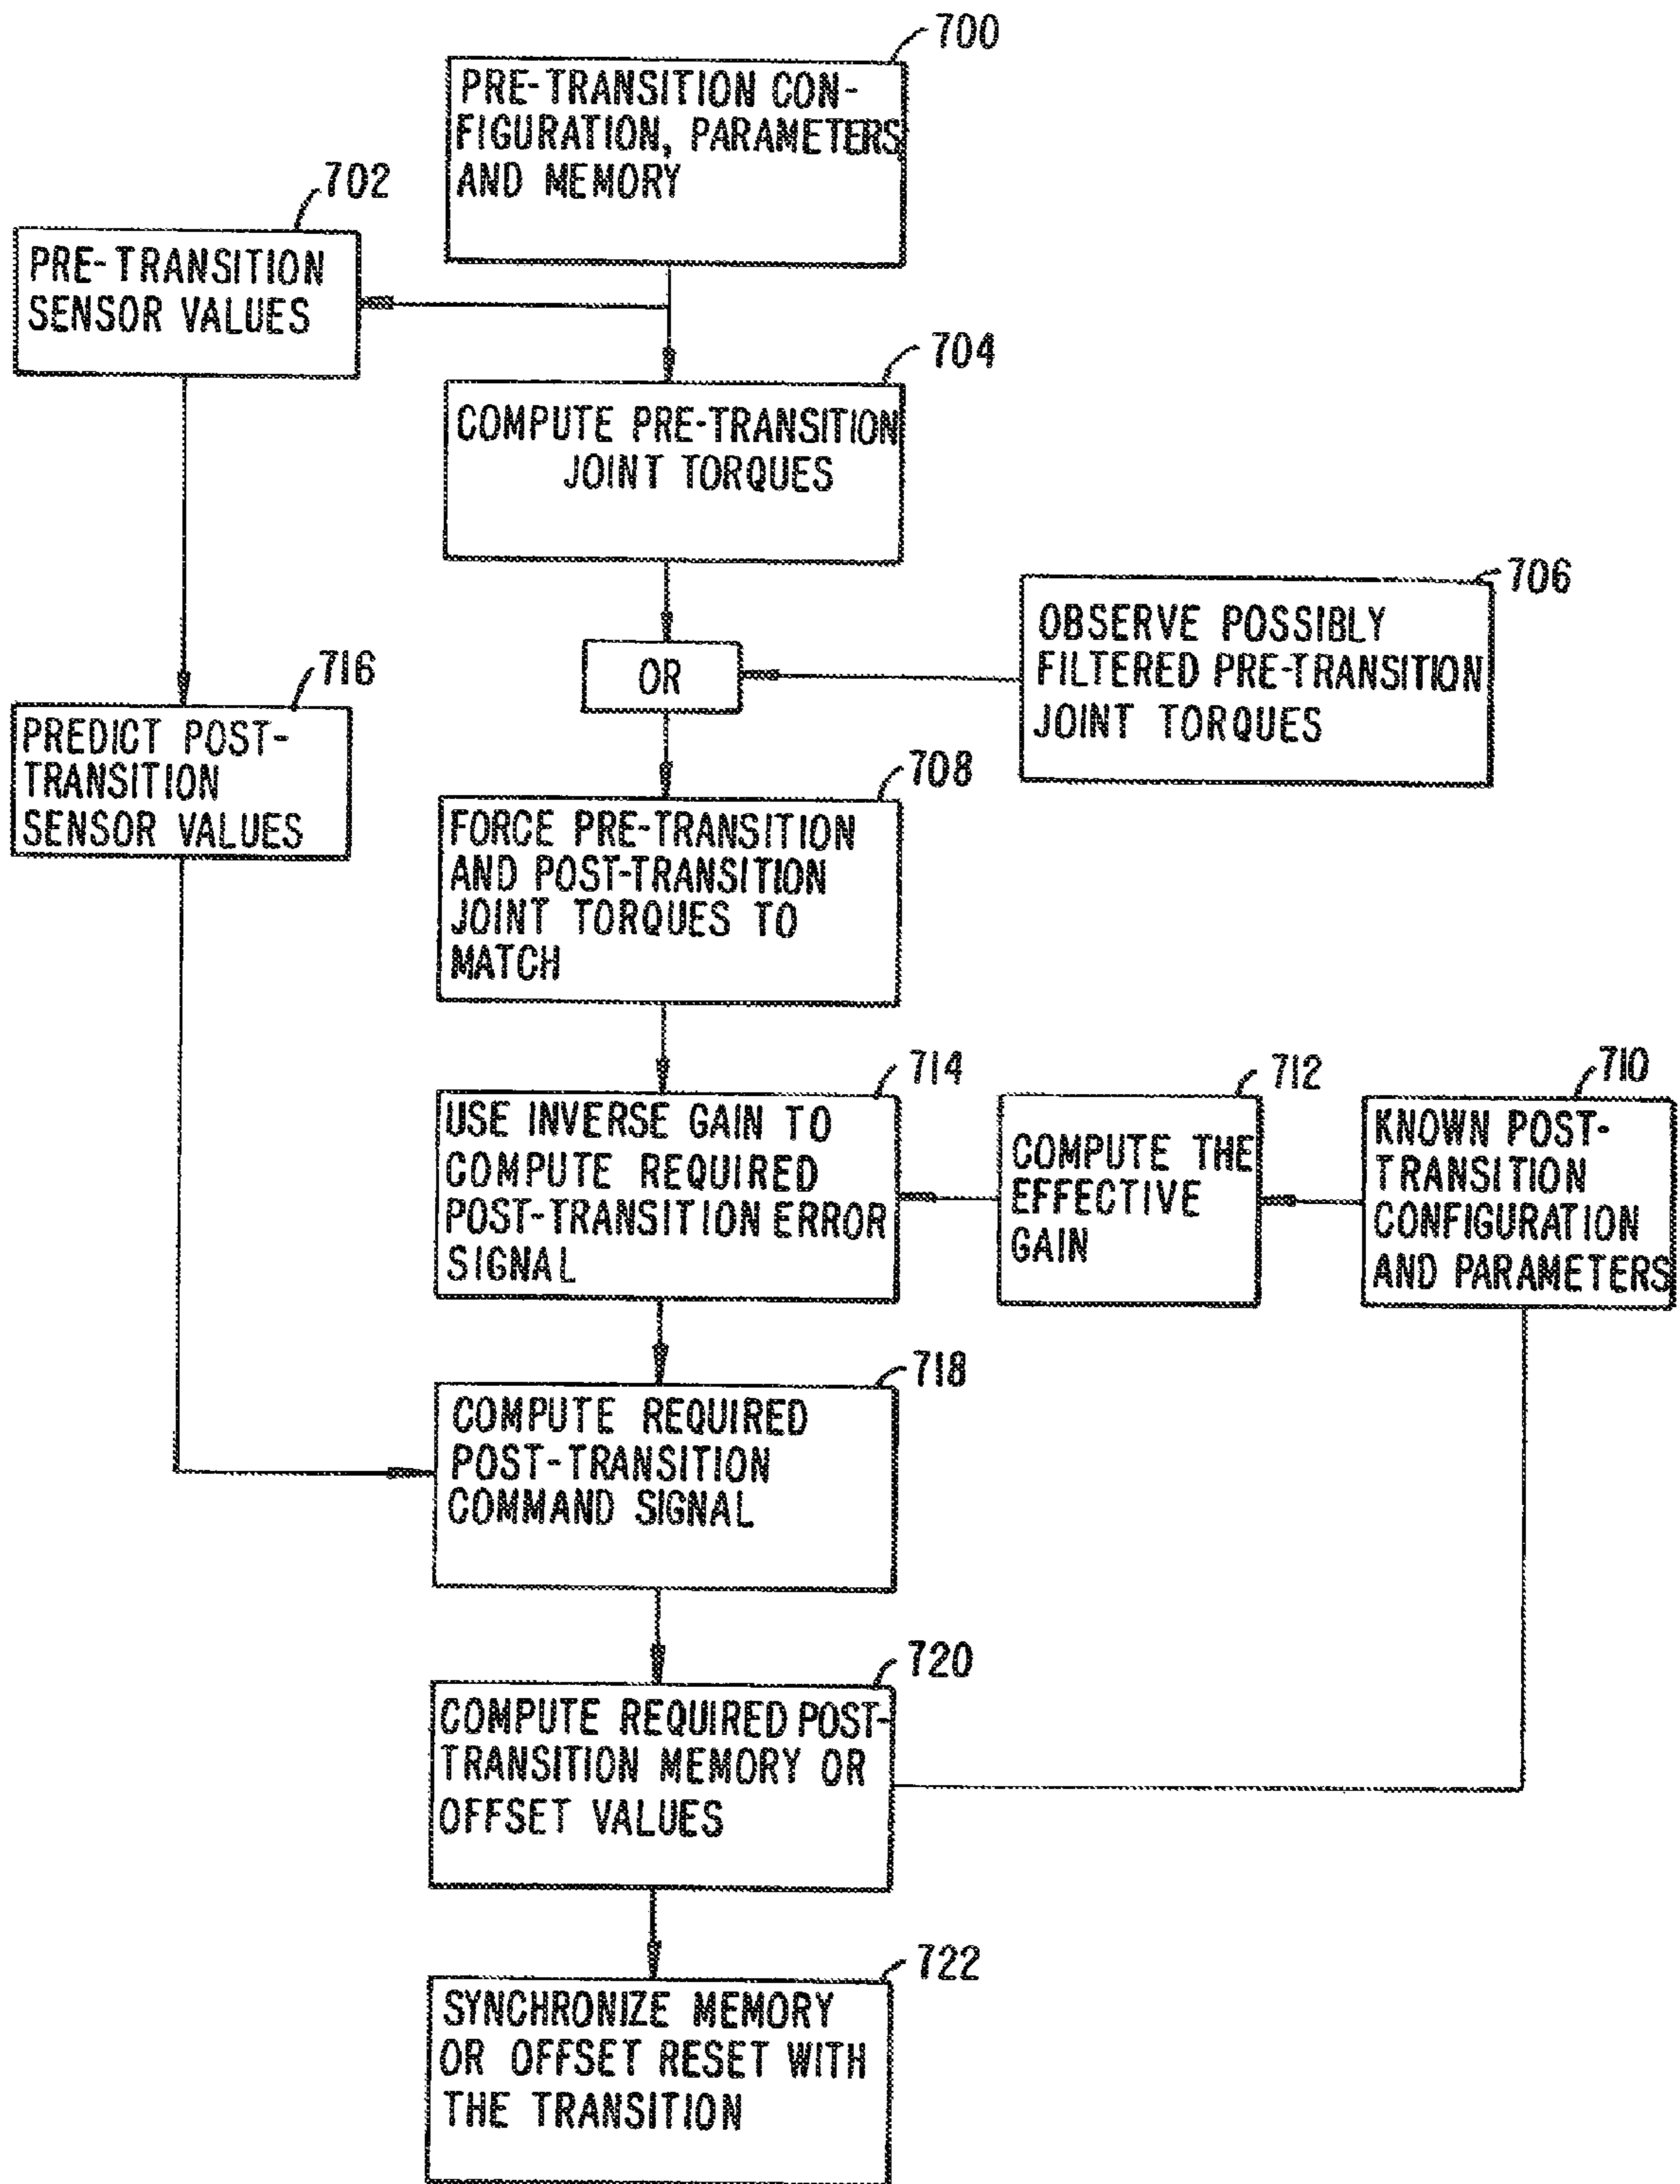 700
PRE-TRANSITION CON-
FIGURATION, PARAMETERS
AND MEMORY
702
PRE-TRANSITION
SENSOR VALUES
704
COMPUTE PRE-TRANSITION
JOINT TORQUES
706
OBSERVE POSSIBLY
FILTERED PRE-TRANSITION
JOINT TORQUES
OR
716
PREDICT POST-
TRANSITION
SENSOR VALUES
708
FORCE PRE-TRANSITION
AND POST-TRANSITION
JOINT TORQUES TO
MATCH
714
USE INVERSE GAIN TO
COMPUTE REQUIRED
POST-TRANSITION ERROR
SIGNAL
712
COMPUTE THE
EFFECTIVE
GAIN
710
KNOWN POST-
TRANSITION
CONFIGURATION
AND PARAMETERS
718
COMPUTE REQUIRED
POST-TRANSITION
COMMAND SIGNAL
720
COMPUTE REQUIRED POST-
TRANSITION MEMORY OR
OFFSET VALUES
722
SYNCHRONIZE MEMORY
OR OFFSET RESET WITH
THE TRANSITION